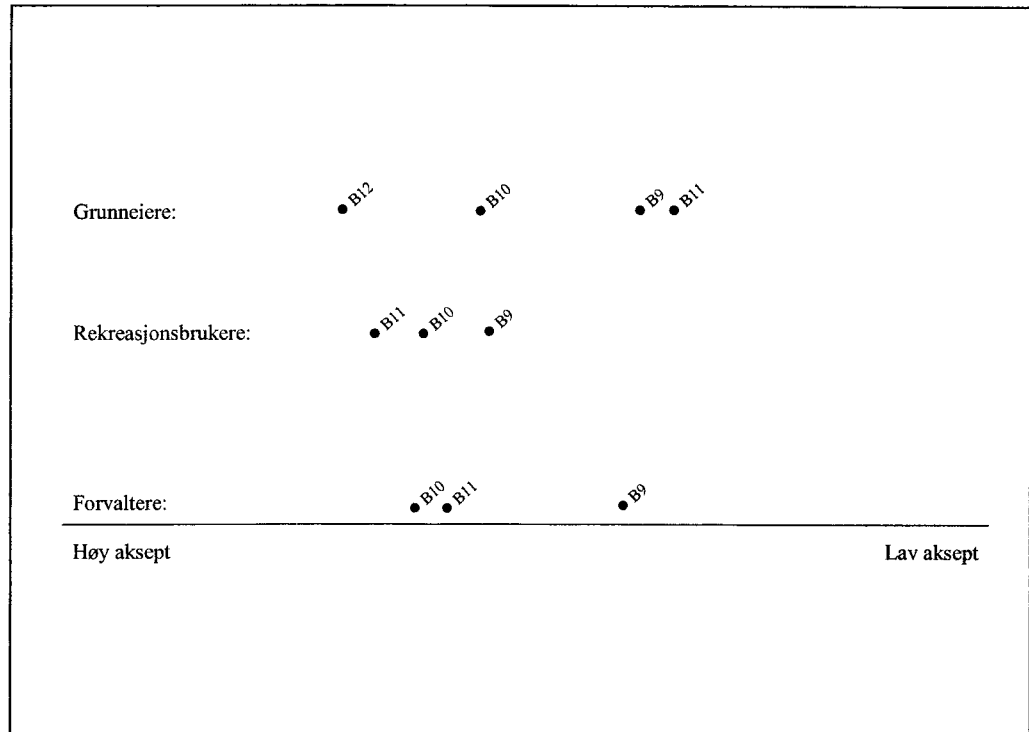 Grunneiere: B12 B10 B9 B11
Rekreasjonsbrukere: B11 B10 B9
Forvaltere: B10 B11 B9
Høy aksept Lav aksept